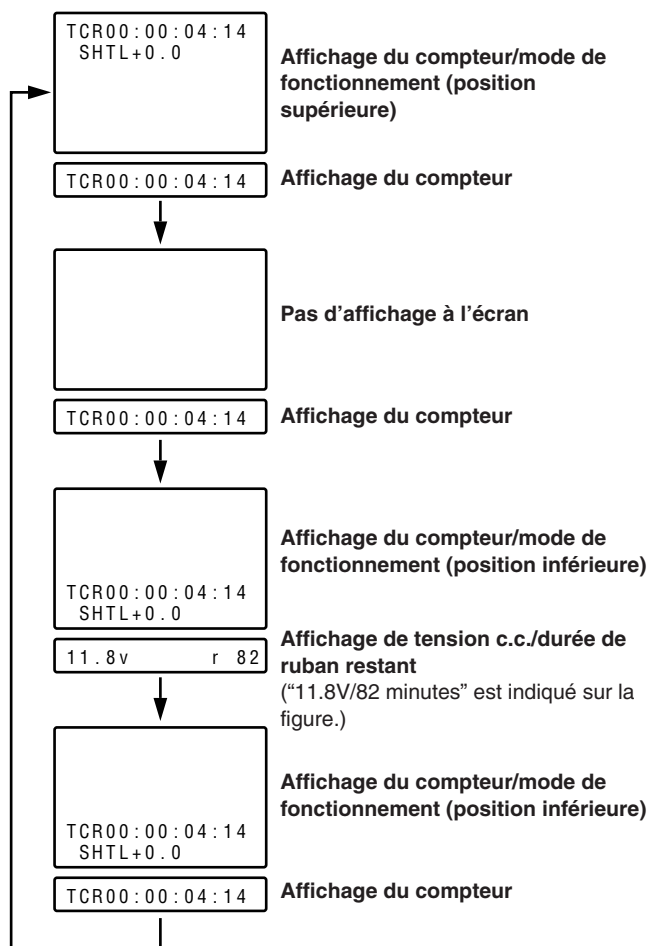 TCR00:00:04:14
SHTL+0.0
Affichage du compteur/mode de
fonctionnement (position
supérieure)
TCR00:00:04:14
Affichage du compteur
Pas d'affichage à l'écran
TCR00:00:04:14
Affichage du compteur
Affichage du compteur/mode de
fonctionnement (position inférieure)
TCR00:00:04:14
SHTL+0.0
11.8v r 82
Affichage de tension c.c./durée de
ruban restant
(“11.8V/82 minutes” est indiqué sur la
figure.)
Affichage du compteur/mode de
fonctionnement (position inférieure)
TCR00:00:04:14
SHTL+0.0
TCR00:00:04:14
Affichage du compteur